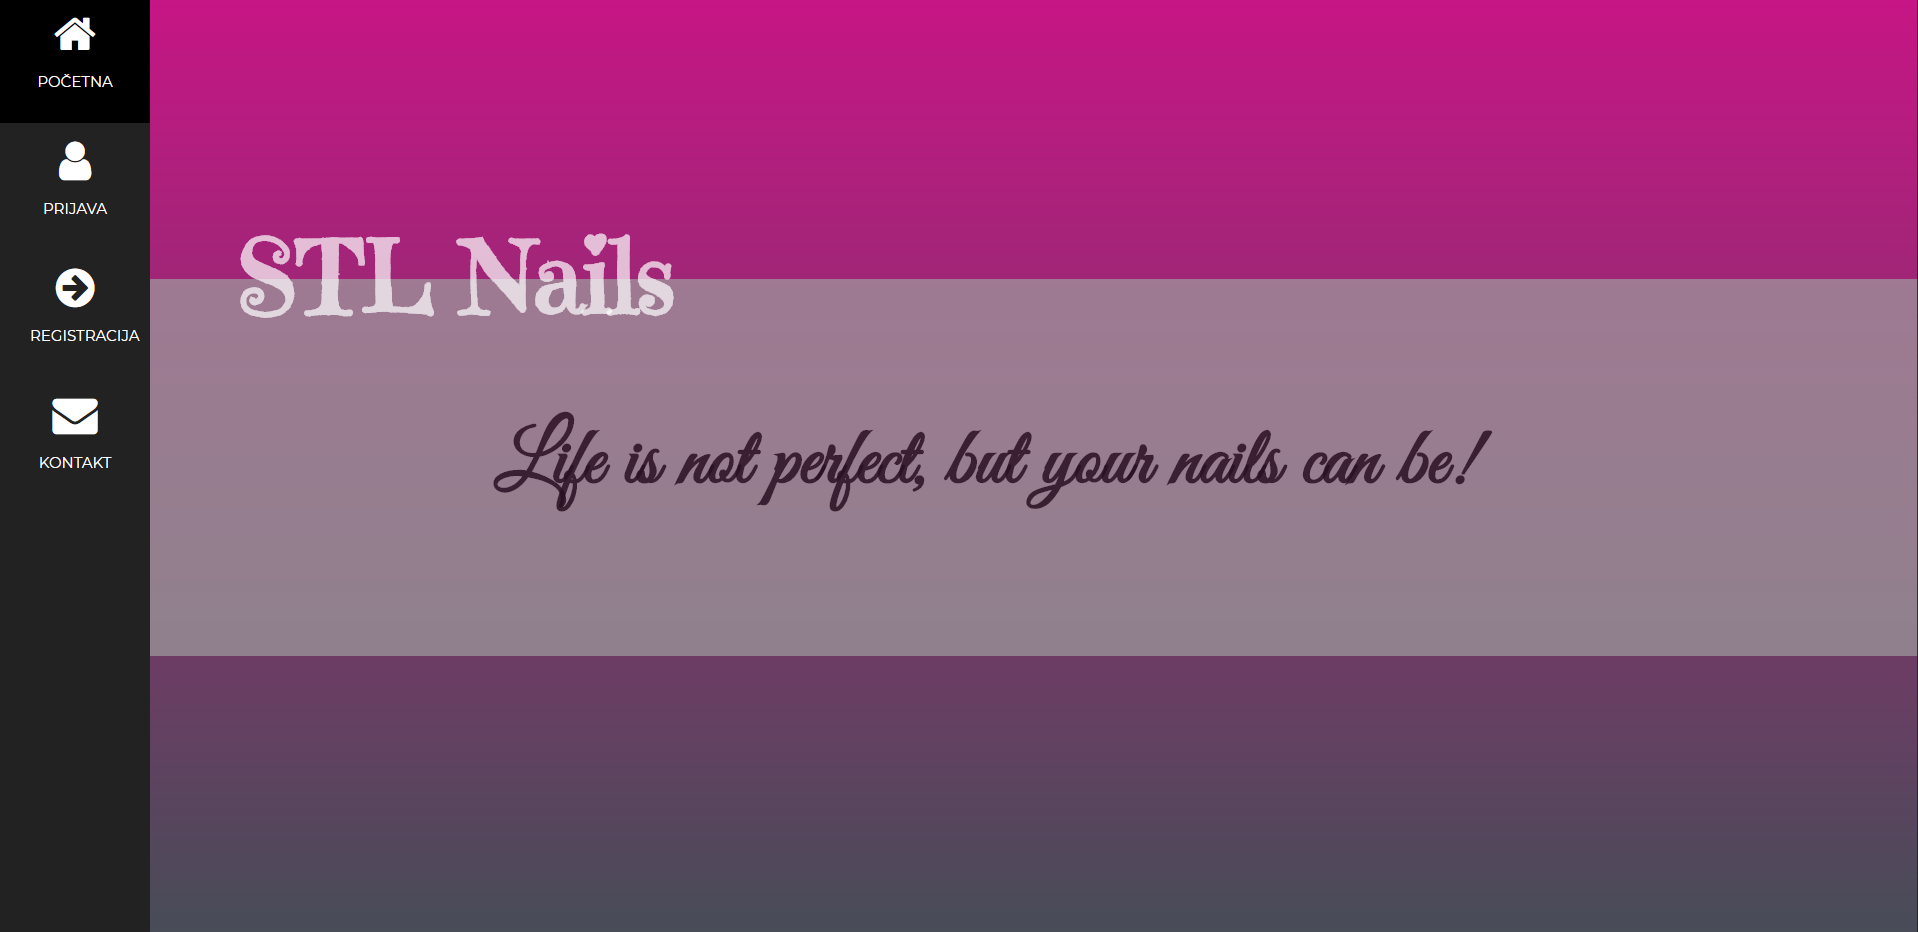 POČETNA
PRIJAVA
REGISTRACIJA
KONTAKT
STL Nails
Life is not perfect, but your nails can be!